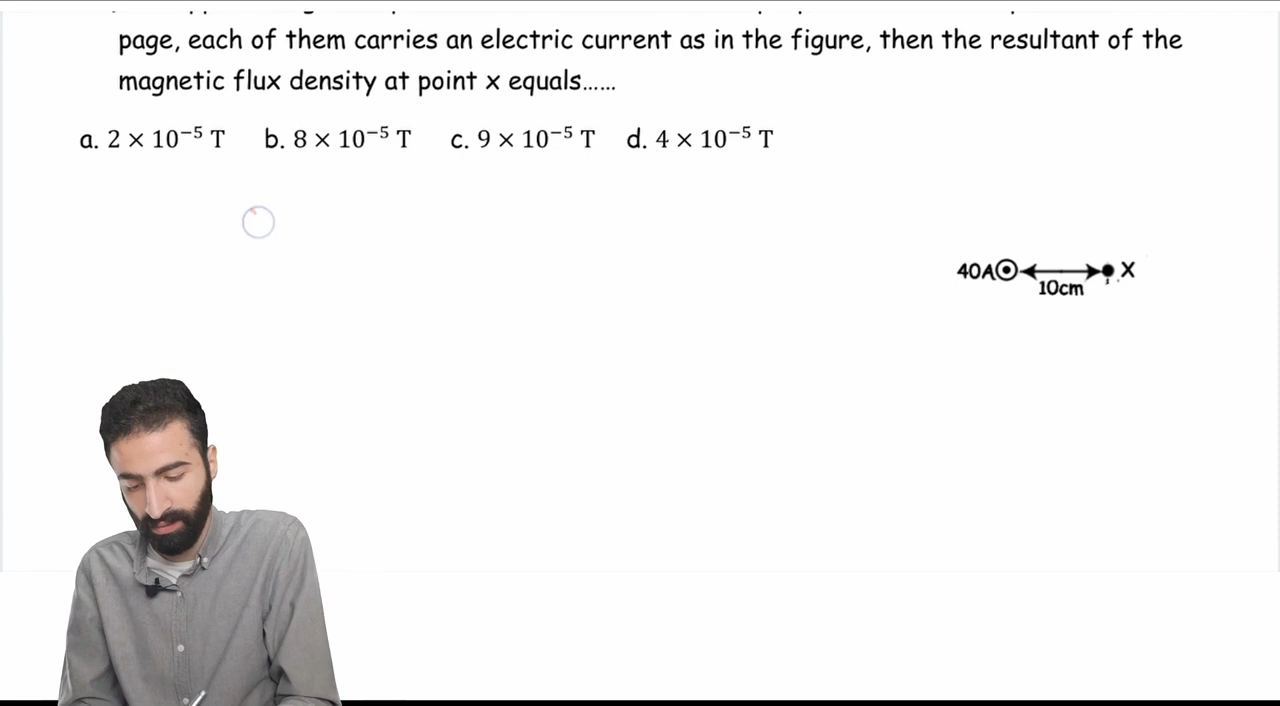 page, each of them carries an electric current as in the figure, then the resultant of the
magnetic flux density at point x equals......
a. 2 × 10⁻⁵ T b. 8 × 10⁻⁵ T c. 9 × 10⁻⁵ T d. 4 × 10⁻⁵ T
40A X
10cm